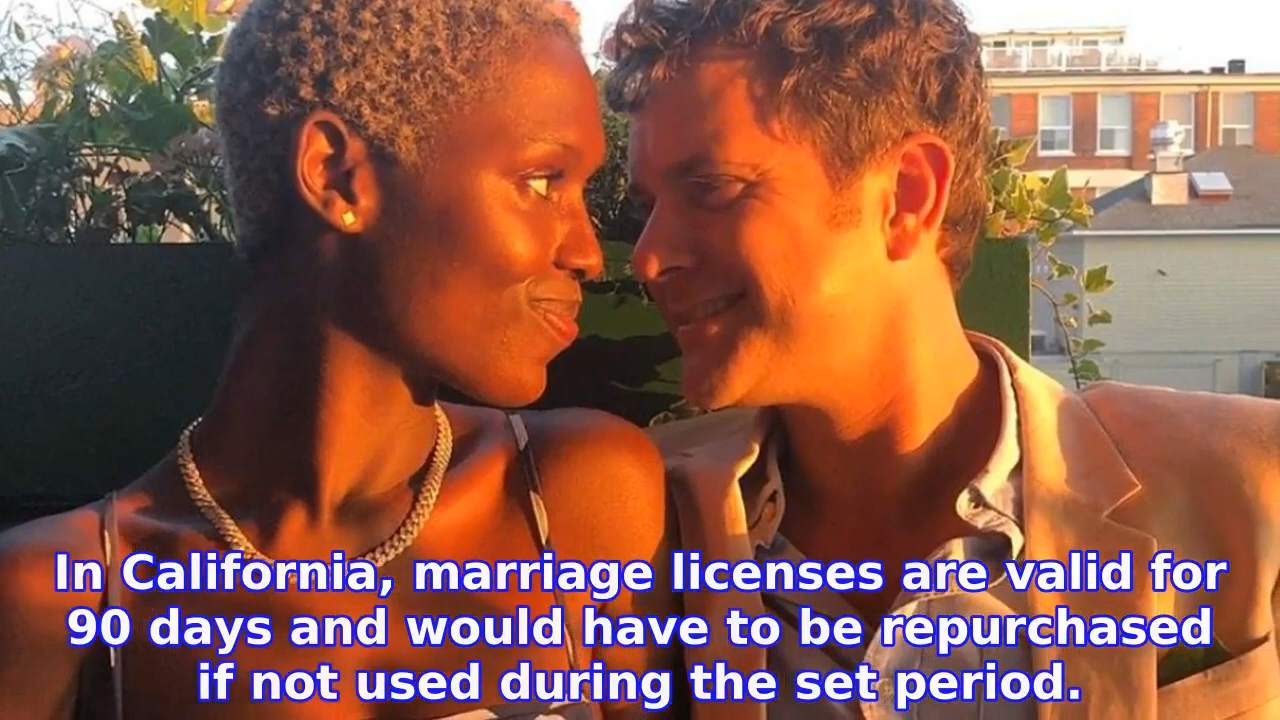 In California, marriage licenses are valid for
90 days and would have to be repurchased
if not used during the set period.